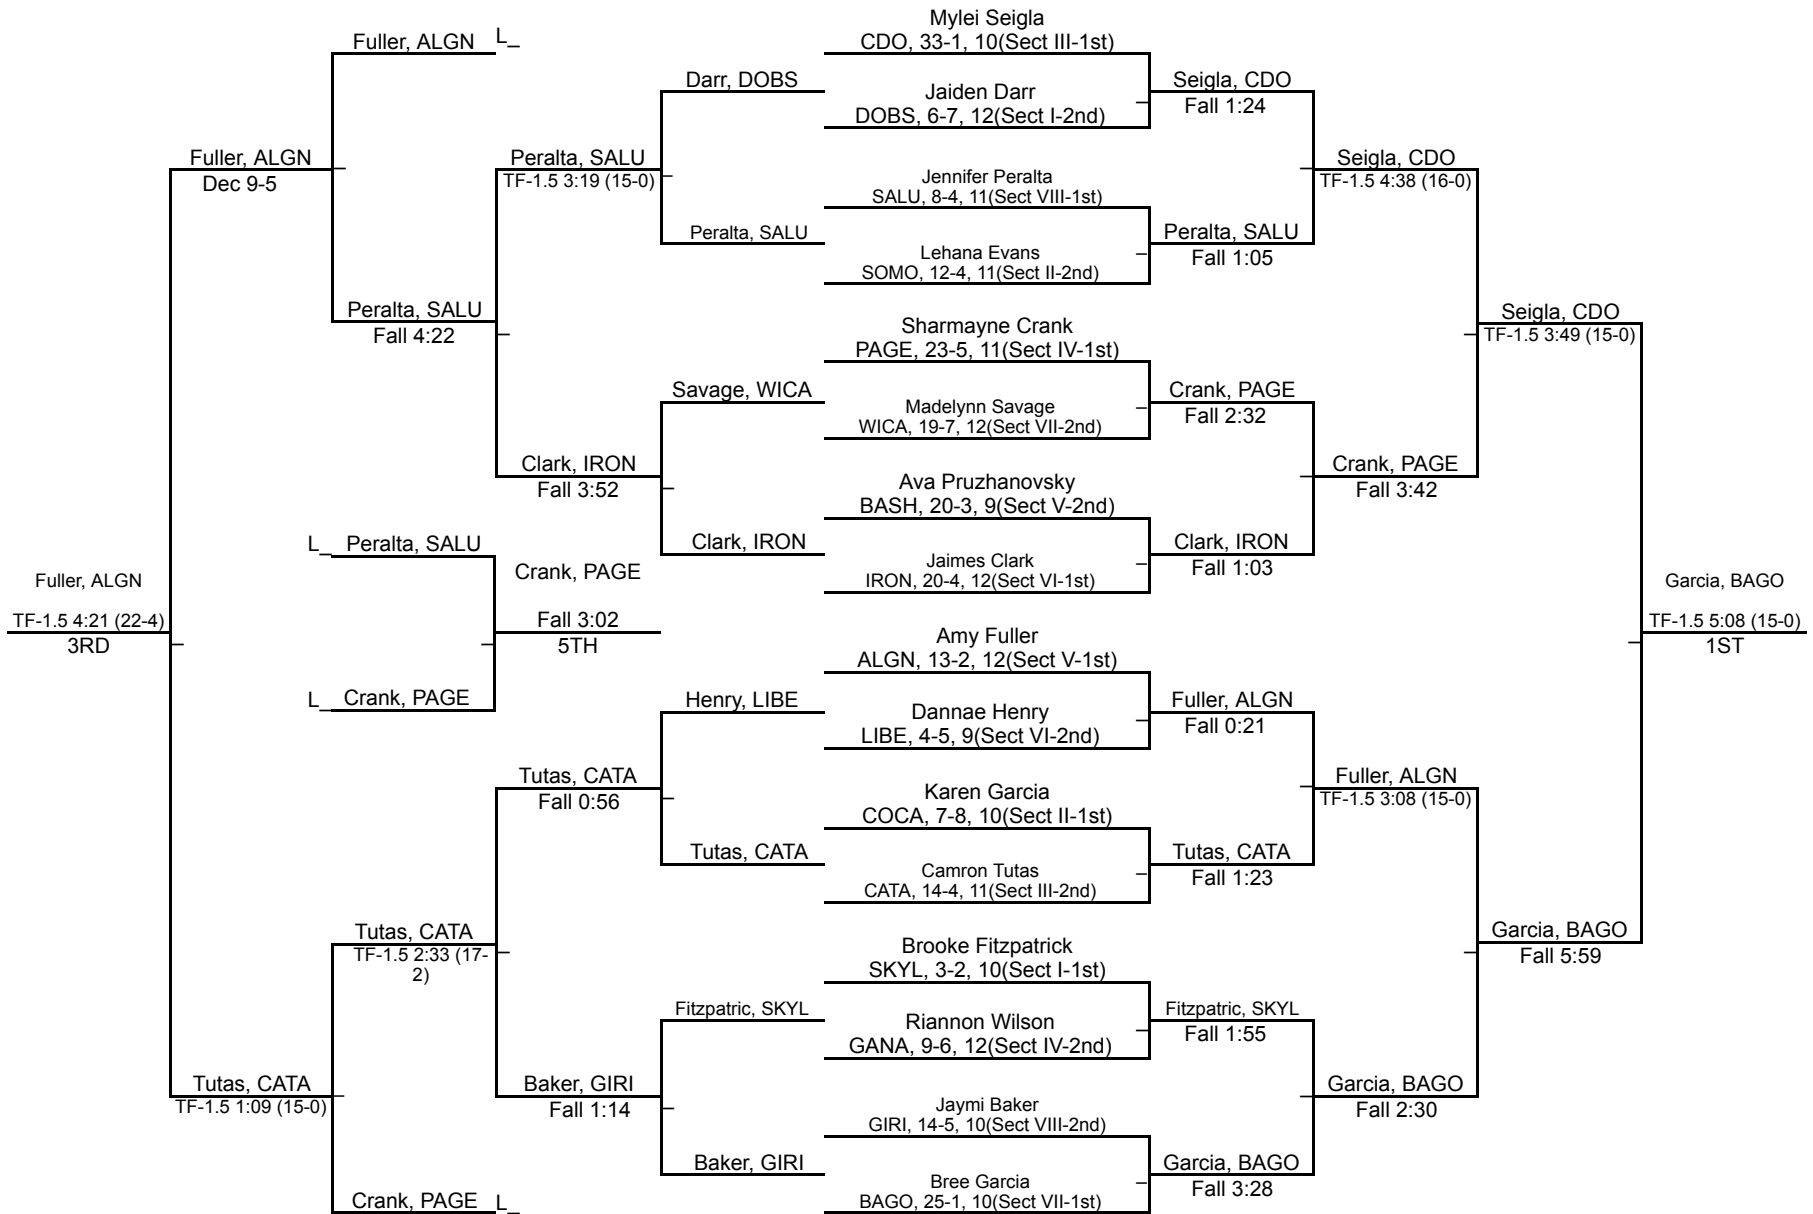 Mylei Seigla
CDO, 33-1, 10(Sect III-1st)
Jaiden Darr
DOBS, 6-7, 12(Sect I-2nd)
Jennifer Peralta
SALU, 8-4, 11(Sect VIII-1st)
Lehana Evans
SOMO, 12-4, 11(Sect II-2nd)
Sharmayne Crank
PAGE, 23-5, 11(Sect IV-1st)
Madelynn Savage
WICA, 19-7, 12(Sect VII-2nd)
Ava Pruzhanovsky
BASH, 20-3, 9(Sect V-2nd)
Jaimes Clark
IRON, 20-4, 12(Sect VI-1st)
Amy Fuller
ALGN, 13-2, 12(Sect V-1st)
Dannae Henry
LIBE, 4-5, 9(Sect VI-2nd)
Karen Garcia
COCA, 7-8, 10(Sect II-1st)
Camron Tutas
CATA, 14-4, 11(Sect III-2nd)
Brooke Fitzpatrick
SKYL, 3-2, 10(Sect I-1st)
Riannon Wilson
GANA, 9-6, 12(Sect IV-2nd)
Jaymi Baker
GIRI, 14-5, 10(Sect VIII-2nd)
Bree Garcia
BAGO, 25-1, 10(Sect VII-1st)
Seigla, CDO
Fall 1:24
Peralta, SALU
Fall 1:05
Crank, PAGE
Fall 2:32
Clark, IRON
Fall 1:03
Fuller, ALGN
Fall 0:21
Tutas, CATA
Fall 1:23
Fitzpatric, SKYL
Fall 1:55
Garcia, BAGO
Fall 3:28
Seigla, CDO
TF-1.5 4:38 (16-0)
Crank, PAGE
Fall 3:42
Fuller, ALGN
TF-1.5 3:08 (15-0)
Garcia, BAGO
Fall 2:30
Seigla, CDO
TF-1.5 3:49 (15-0)
Garcia, BAGO
Fall 5:59
Garcia, BAGO
TF-1.5 5:08 (15-0)
1ST
Darr, DOBS
Peralta, SALU
Savage, WICA
Clark, IRON
Henry, LIBE
Tutas, CATA
Fitzpatric, SKYL
Baker, GIRI
Peralta, SALU
TF-1.5 3:19 (15-0)
Clark, IRON
Fall 3:52
Tutas, CATA
Fall 0:56
Baker, GIRI
Fall 1:14
Fuller, ALGN L_
Peralta, SALU
Fall 4:22
Tutas, CATA
TF-1.5 2:33 (17-
2)
Crank, PAGE L_
Fuller, ALGN
Dec 9-5
Tutas, CATA
TF-1.5 1:09 (15-0)
Fuller, ALGN
TF-1.5 4:21 (22-4)
3RD
L_ Peralta, SALU
L_ Crank, PAGE
Crank, PAGE
Fall 3:02
5TH